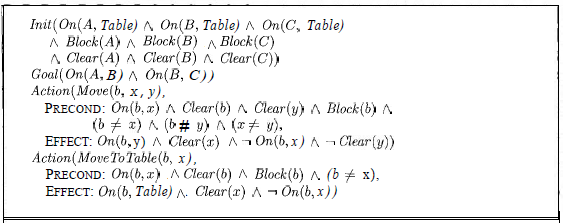 Init(On(A, Table) ∧ On(B, Table) ∧ On(C, Table)
∧ Block(A) ∧ Block(B) ∧ Block(C)
∧ Clear(A) ∧ Clear(B) ∧ Clear(C))
Goal(On(A, B) ∧ On(B, C))
Action(Move(b, x, y),
PRECOND: On(b, x) ∧ Clear(b) ∧ Clear(y) ∧ Block(b) ∧
(b ≠ x) ∧ (b # y) ∧ (x ≠ y),
EFFECT: On(b, y) ∧ Clear(x) ∧ ¬ On(b, x) ∧ ¬ Clear(y))
Action(MoveToTable(b, x),
PRECOND: On(b, x) ∧ Clear(b) ∧ Block(b) ∧ (b ≠ x),
EFFECT: On(b, Table) ∧ Clear(x) ∧ ¬ On(b, x))